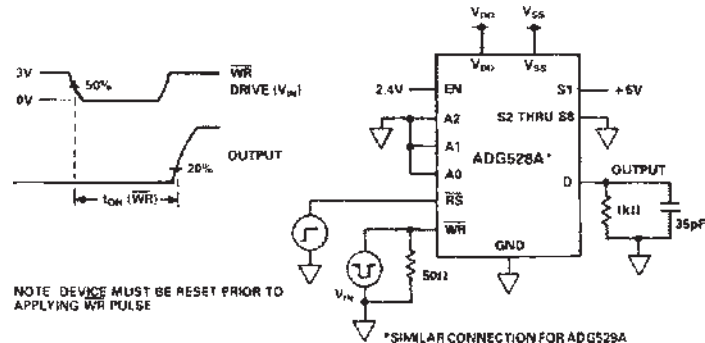 3V
50%
0V
WR
DRIVE (VIN)
OUTPUT
20%
tON (WR)
NOTE: DEVICE MUST BE RESET PRIOR TO
APPLYING WR PULSE
VDD VSS
VDD VSS
2.4V EN
A2
A1
A0
RS
WR
S1 +5V
S2 THRU S8
ADG528A*
D
OUTPUT
1kΩ
35pF
GND
50Ω
VIN
*SIMILAR CONNECTION FOR ADG529A